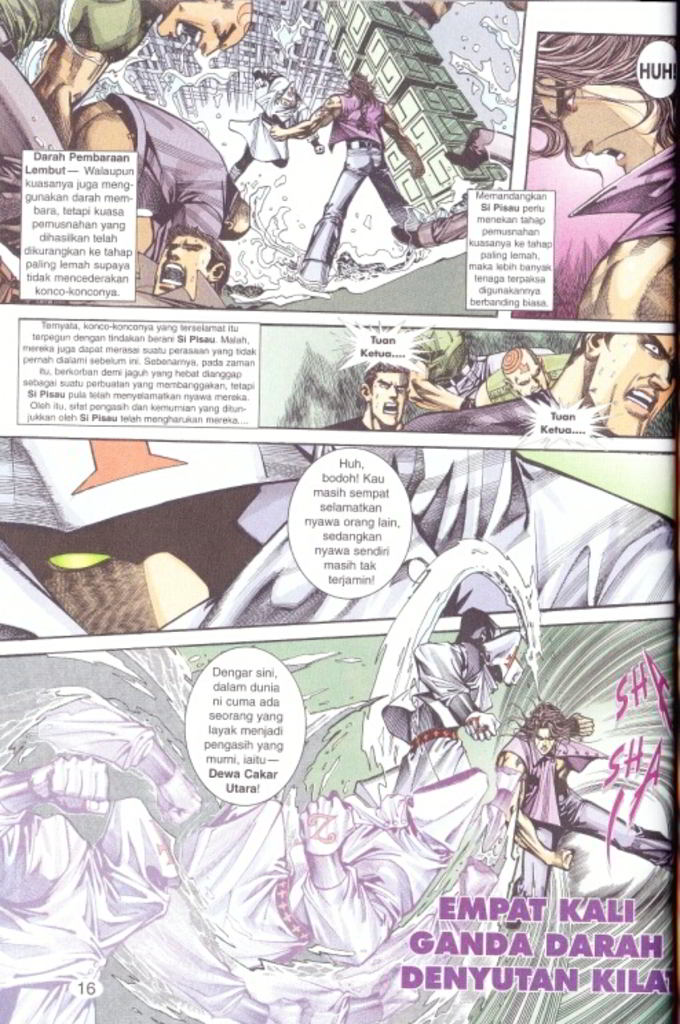 HUH!
Darah Pembaraan
Lembut— Walaupun
kuasanya juga meng-
gunakan darah mem-
bara, tetapi kuasa
pemusnahan yang
dihasilkan telah
dikurangkan ke tahap
paling lemah supaya
tidak mencederakan
konco-konconya.
Memandangkan
Si Pisau perlu
menekan tahap
pemusnahan
kuasanya ke tahap
paling lemah,
maka lebih banyak
tenaga terpaksa
digunakannya
berbanding biasa.
Ternyata, konco-konconya yang terselamat itu
terpegun dengan tindakan berani Si Pisau. Malah,
mereka juga dapat merasai suatu perasaan yang tidak
pernah dialami sebelum ini. Sebenarnya, pada zaman
itu, berkorban demi jaguh yang hebat dianggap
sebagai suatu perbuatan yang membanggakan, tetapi
Si Pisau pula telah menyelamatkan nyawa mereka.
Oleh itu, sifat pengasih dan kemurnian yang ditun-
jukkan oleh Si Pisau telah mengharukan mereka....
Tuan
Ketua....
Tuan
Ketua....
Huh,
bodoh! Kau
masih sempat
selamatkan
nyawa orang lain,
sedangkan
nyawa sendiri
masih tak
terjamin!
Dengar sini,
dalam dunia
ni cuma ada
seorang yang
layak menjadi
pengasih yang
murni, iaitu—
Dewa Cakar
Utara!
SHA
SHA
EMPAT KALI
GANDA DARAH
DENYUTAN KILA
16